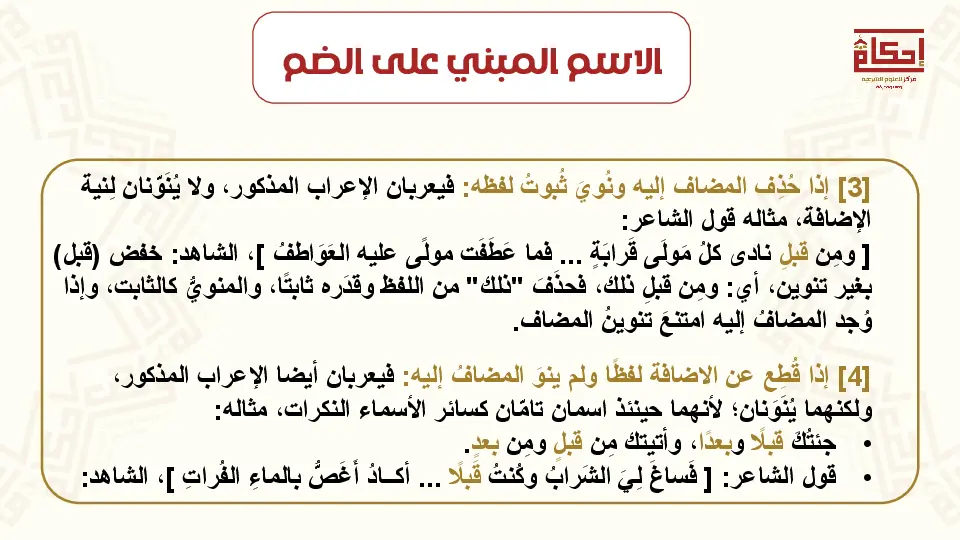 الاسم المبني على الضم
إحكام
مركز للعلوم الشرعية
[3] إذا حُذِف المضاف إليه ونُويَ ثُبوتُ لفظه: فيعربان الإعراب المذكور، ولا يُنَوّنان لِنية
الإضافة، مثاله قول الشاعر:
[ ومِن قبلِ نادى كلُ مَولَى قَرابَةٍ ... فما عَطَفَت مولًى عليه العَوَاطفُ ]، الشاهد: خفض (قبل)
بغير تنوين، أي: ومِن قبلِ ذلك، فحذَفَ "ذلك" من اللفظ وقدَره ثابتًا، والمنويُّ كالثابت، وإذا
وُجد المضافُ إليه امتنعَ تنوينُ المضاف.
[4] إذا قُطِع عن الاضافة لفظًا ولم ينوَ المضافُ إليه: فيعربان أيضا الإعراب المذكور،
ولكنهما يُنَوَنان؛ لأنهما حينئذ اسمان تامّان كسائر الأسماء النكرات، مثاله:
• جئتُكَ قبلًا وبعدًا، وأتيتك مِن قبلٍ ومِن بعدٍ.
• قول الشاعر: [ فَساغَ لِيَ الشَرابُ وكُنتُ قَبلًا ... أكـادُ أَغَصُّ بالماءِ الفُراتِ ]، الشاهد: